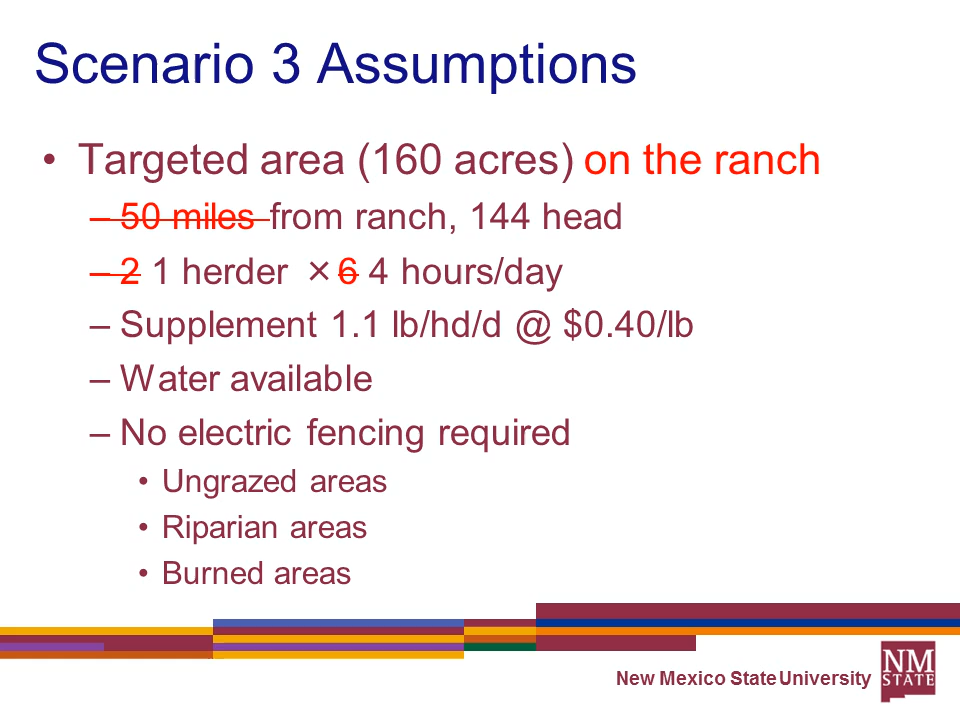 Scenario 3 Assumptions
• Targeted area (160 acres) on the ranch
– 50 miles from ranch, 144 head
– 2 1 herder × 6 4 hours/day
– Supplement 1.1 lb/hd/d @ $0.40/lb
– Water available
– No electric fencing required
• Ungrazed areas
• Riparian areas
• Burned areas
New Mexico State University
NM
STATE